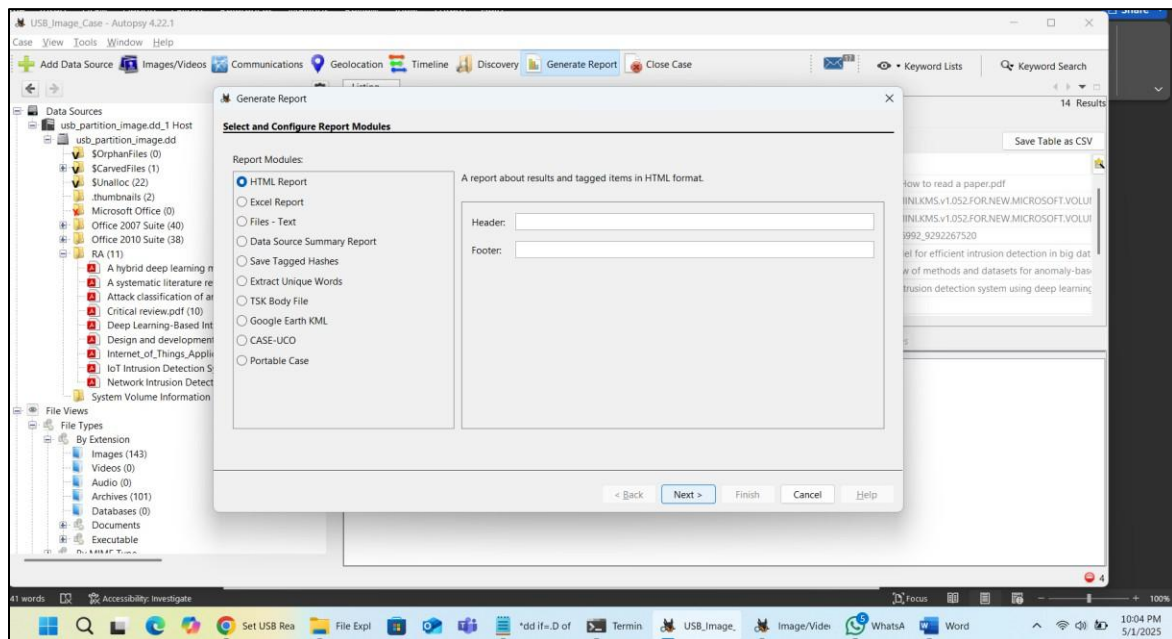 Share
USB_Image_Case - Autopsy 4.22.1
Case View Tools Window Help
Add Data Source Images/Videos Communications Geolocation Timeline Discovery Generate Report Close Case Keyword Lists Keyword Search
Listing
14 Results
Save Table as CSV
Data Sources
usb_partition_image.dd_1 Host
usb_partition_image.dd
$OrphanFiles (0)
$CarvedFiles (1)
$Unalloc (22)
.thumbnails (2)
Microsoft Office (0)
Office 2007 Suite (40)
Office 2010 Suite (38)
RA (11)
A hybrid deep learning m
A systematic literature re
Attack classification of an
Critical review.pdf (10)
Deep Learning-Based Int
Design and development
Internet_of_Things_Appli
IoT Intrusion Detection S
Network Intrusion Detect
System Volume Information
File Views
File Types
By Extension
Images (143)
Videos (0)
Audio (0)
Archives (101)
Databases (0)
Documents
Executable
By MIME Type
Generate Report
Select and Configure Report Modules
Report Modules:
HTML Report
Excel Report
Files - Text
Data Source Summary Report
Save Tagged Hashes
Extract Unique Words
TSK Body File
Google Earth KML
CASE-UCO
Portable Case
A report about results and tagged items in HTML format.
Header:
Footer:
< Back Next > Finish Cancel Help
How to read a paper.pdf
INI.KMS.v1.052.FOR.NEW.MICROSOFT.VOLU
INI.KMS.v1.052.FOR.NEW.MICROSOFT.VOLU
6992_9292267520
el for efficient intrusion detection in big dat
w of methods and datasets for anomaly-bas
trusion detection system using deep learning
4
41 words Accessibility: Investigate Focus 100%
Set USB Rea File Expl *dd if=.D of Termin USB_Image_ Image/Vide WhatsA Word
10:04 PM
5/1/2025